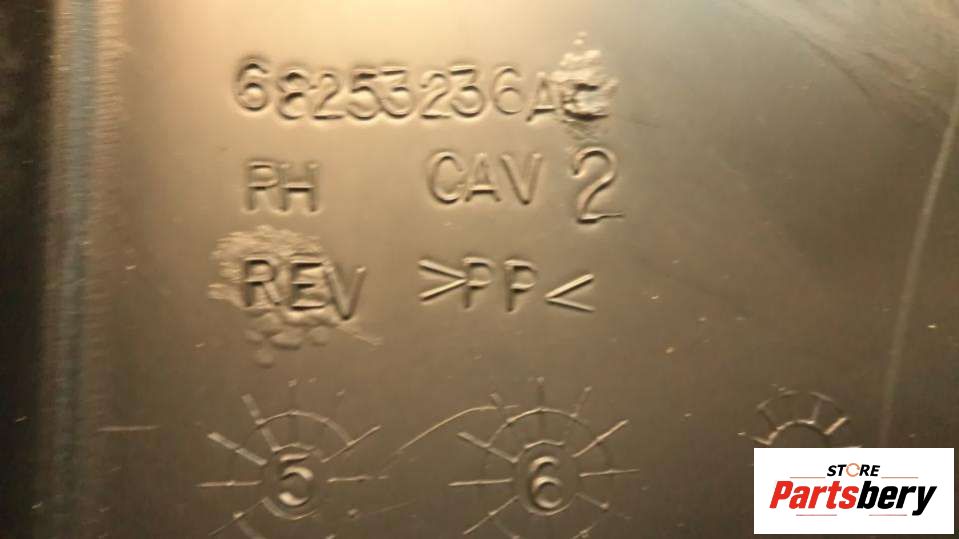 68253236AC
RH CAV 2
REV >PP<
5 6
STORE
Partsbery